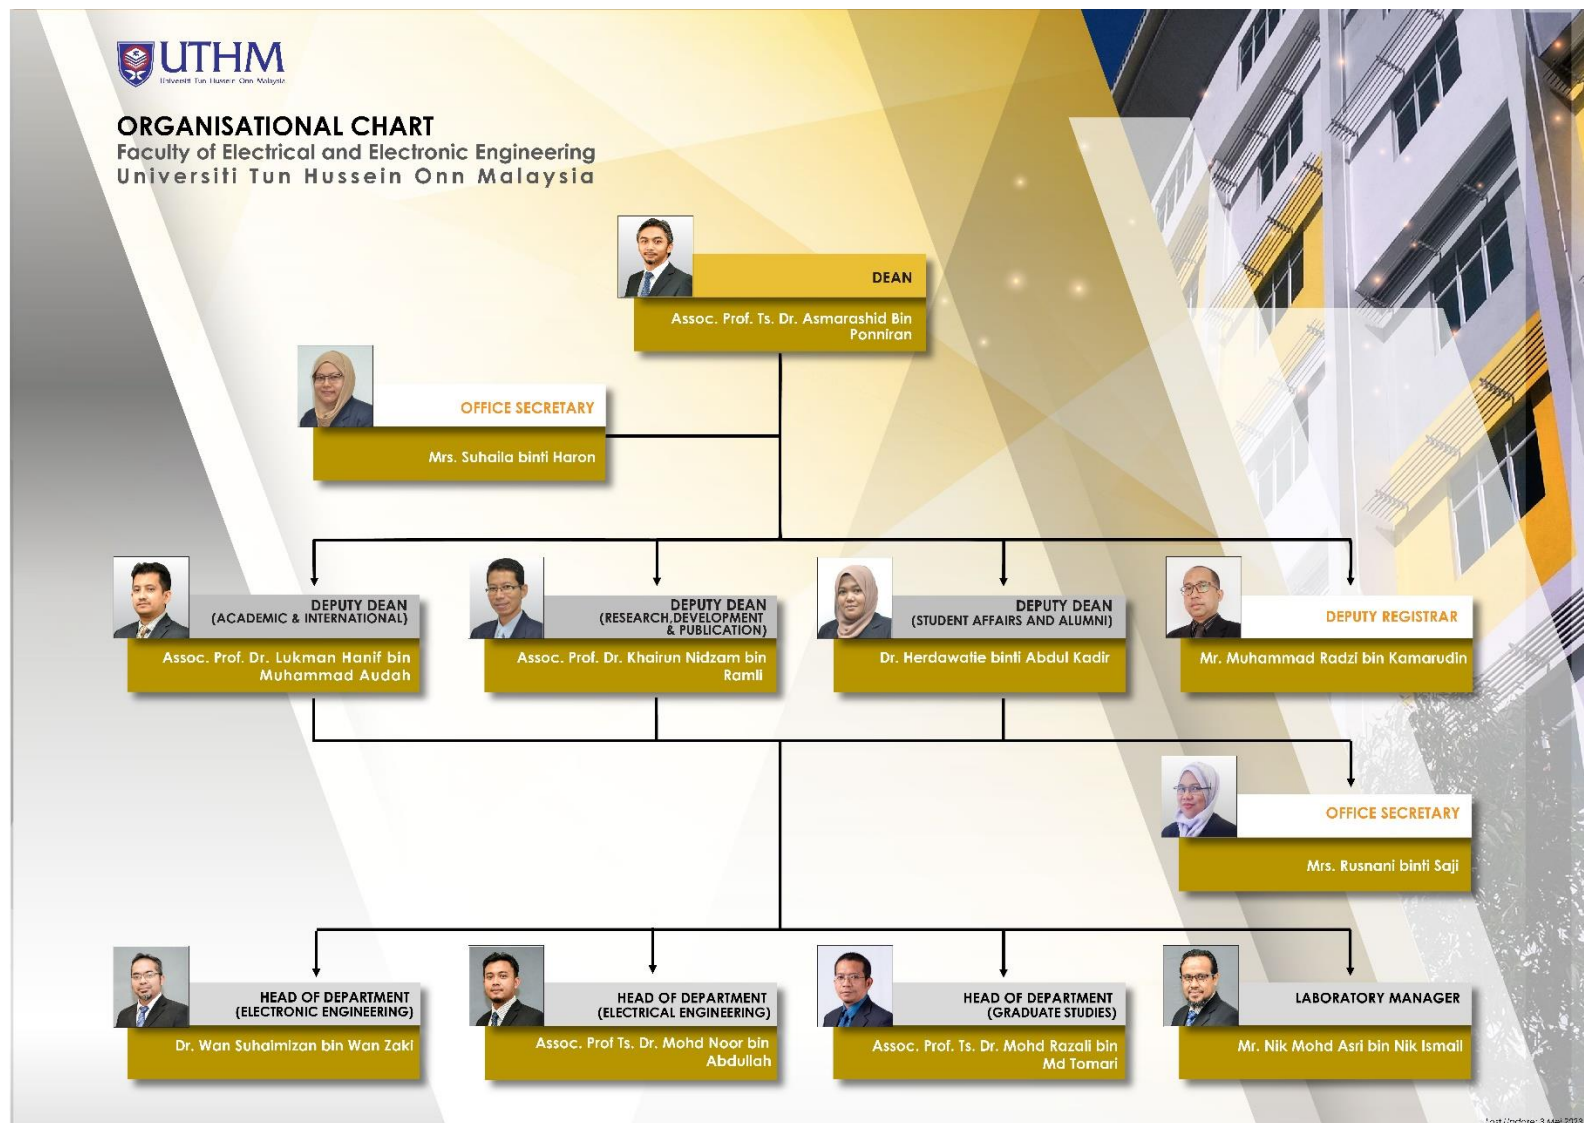 UTHM
Universiti Tun Hussein Onn Malaysia
ORGANISATIONAL CHART
Faculty of Electrical and Electronic Engineering
Universiti Tun Hussein Onn Malaysia
DEAN
Assoc. Prof. Ts. Dr. Asmarashid Bin
Ponniran
OFFICE SECRETARY
Mrs. Suhaila binti Haron
DEPUTY DEAN
(ACADEMIC & INTERNATIONAL)
Assoc. Prof. Dr. Lukman Hanif bin
Muhammad Audah
DEPUTY DEAN
(RESEARCH,DEVELOPMENT
& PUBLICATION)
Assoc. Prof. Dr. Khairun Nidzam bin
Ramli
DEPUTY DEAN
(STUDENT AFFAIRS AND ALUMNI)
Dr. Herdawatie binti Abdul Kadir
DEPUTY REGISTRAR
Mr. Muhammad Radzi bin Kamarudin
OFFICE SECRETARY
Mrs. Rusnani binti Saji
HEAD OF DEPARTMENT
(ELECTRONIC ENGINEERING)
Dr. Wan Suhaimizan bin Wan Zaki
HEAD OF DEPARTMENT
(ELECTRICAL ENGINEERING)
Assoc. Prof Ts. Dr. Mohd Noor bin
Abdullah
HEAD OF DEPARTMENT
(GRADUATE STUDIES)
Assoc. Prof. Ts. Dr. Mohd Razali bin
Md Tomari
LABORATORY MANAGER
Mr. Nik Mohd Asri bin Nik Ismail
Last Update: 3 Mei 2023